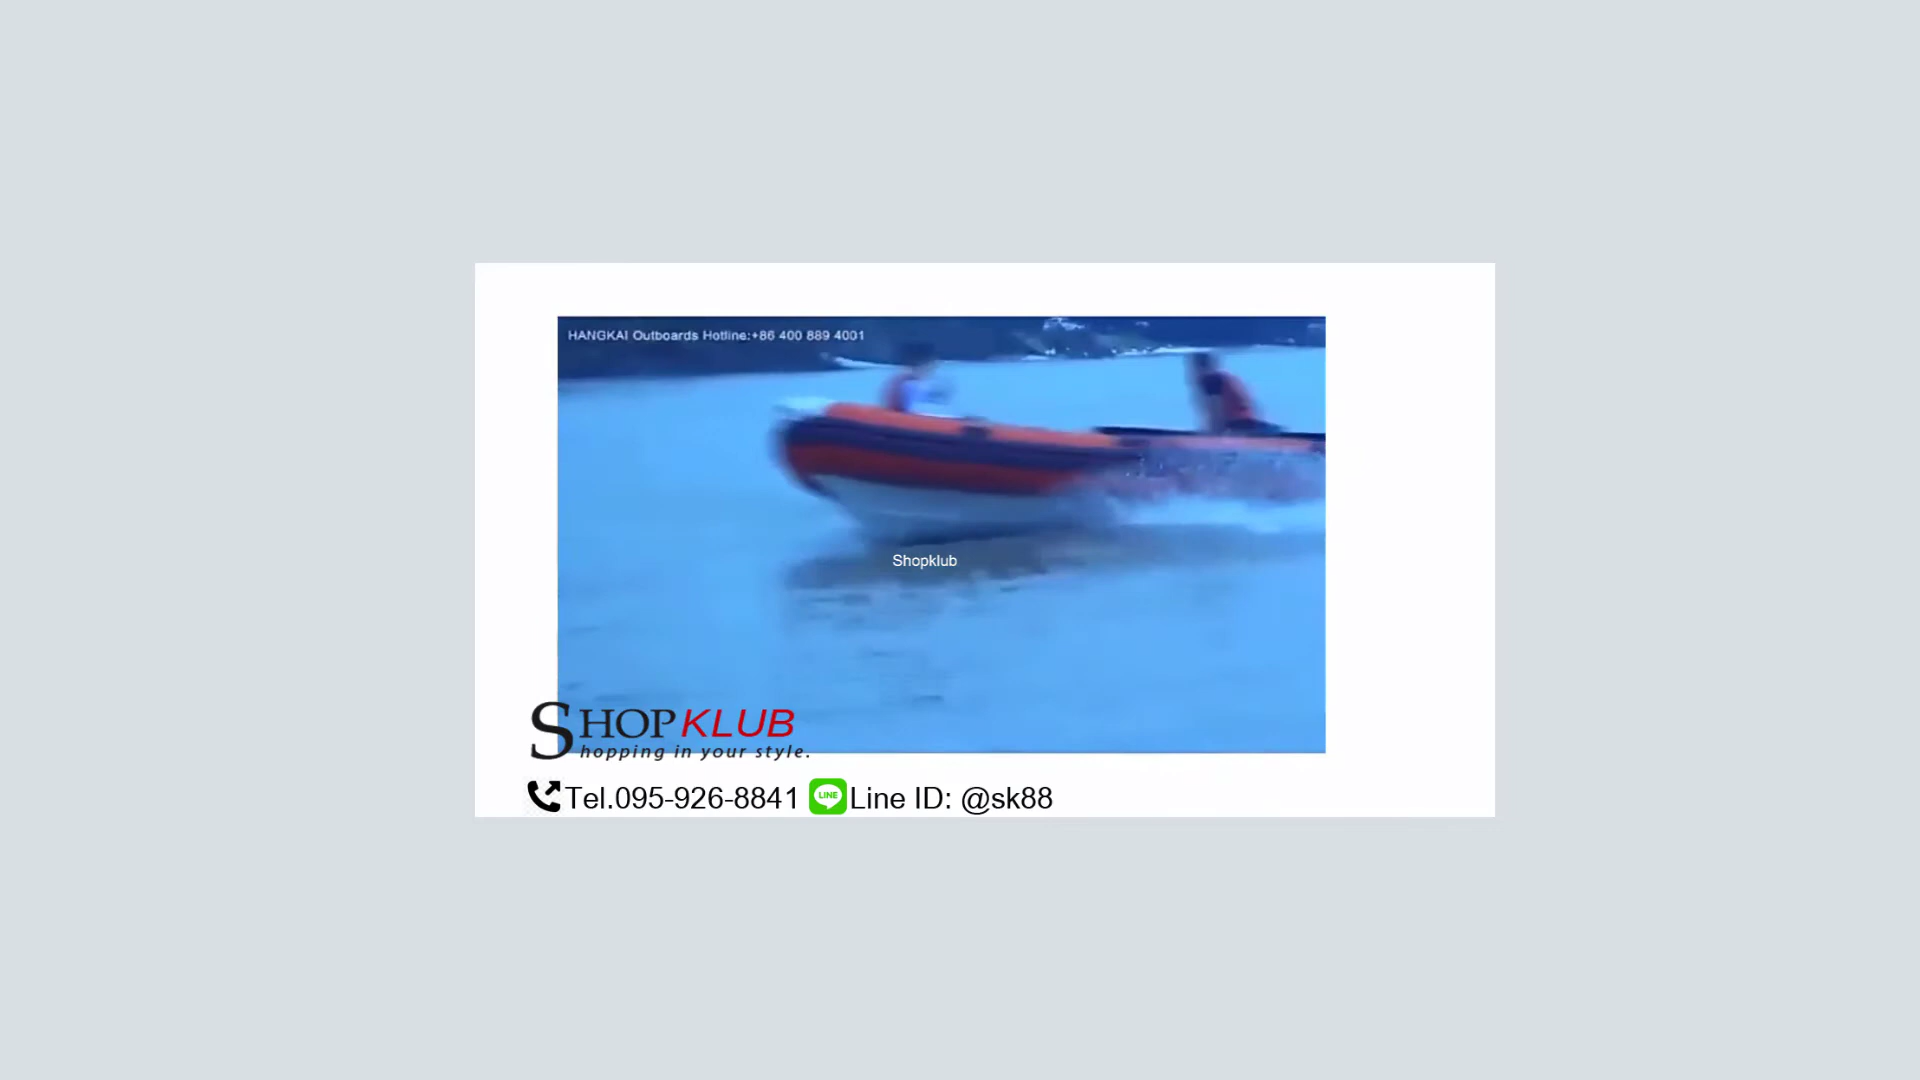 HANGKAI Outboards Hotline:+86 400 889 4001
Shopklub
SHOPKLUB
hopping in your style.
Tel.095-926-8841 LINE Line ID: @sk88